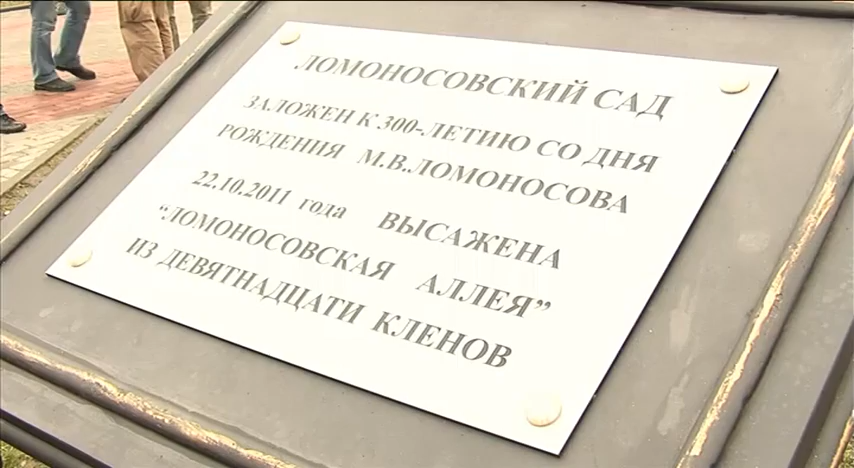 ЛОМОНОСОВСКИЙ САД
ЗАЛОЖЕН К 300-ЛЕТИЮ СО ДНЯ
РОЖДЕНИЯ М.В..ЛОМОНОСОВА
22.10.2011 года ВЫСАЖЕНА
“ЛОМОНОСОВСКАЯ АЛЛЕЯ”
ИЗ ДЕВЯТНАДЦАТИ КЛЕНОВ